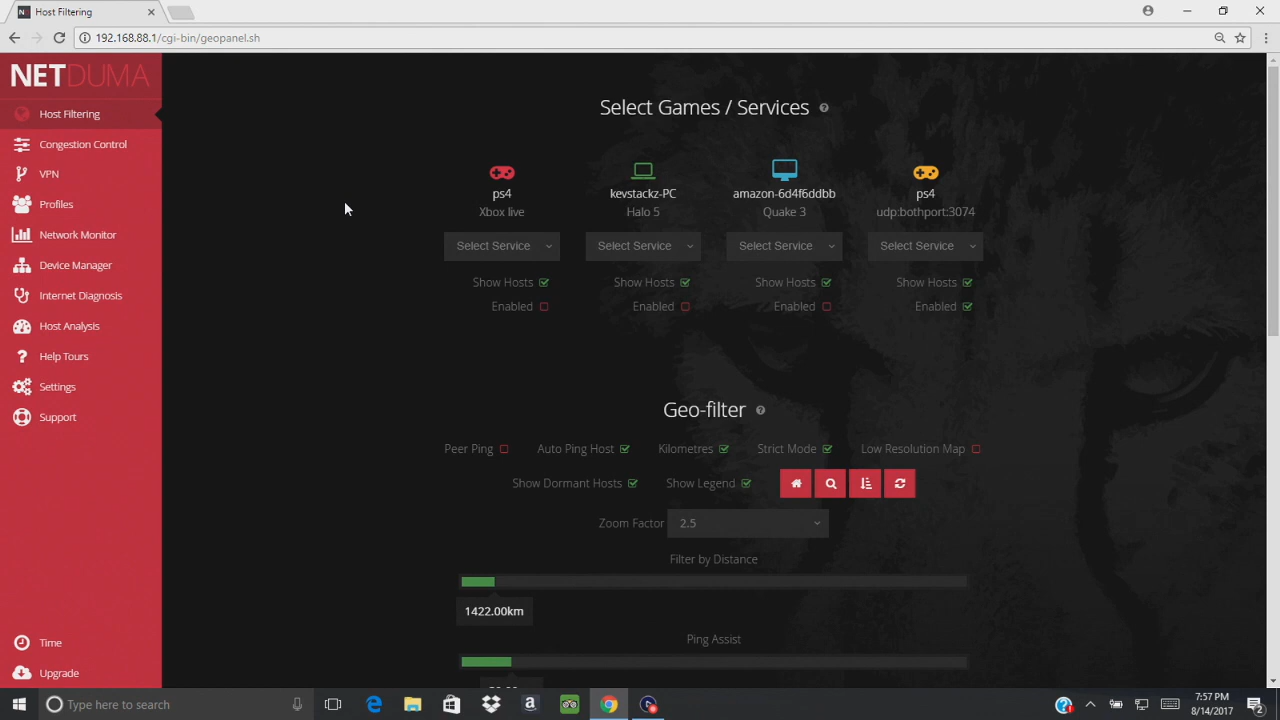 Host Filtering
192.168.88.1/cgi-bin/geopanel.sh
NETDUMA
Host Filtering
Congestion Control
VPN
Profiles
Network Monitor
Device Manager
Internet Diagnosis
Host Analysis
Help Tours
Settings
Support
Time
Upgrade
Select Games / Services
ps4 kevstackz-PC amazon-6d4f6ddbb ps4
Xbox live Halo 5 Quake 3 udp:bothport:3074
Select Service Select Service Select Service Select Service
Show Hosts Show Hosts Show Hosts Show Hosts
Enabled Enabled Enabled Enabled
Geo-filter
Peer Ping Auto Ping Host Kilometres Strict Mode Low Resolution Map
Show Dormant Hosts Show Legend
Zoom Factor 2.5
Filter by Distance
1422.00km
Ping Assist
Type here to search
7:57 PM
8/14/2017